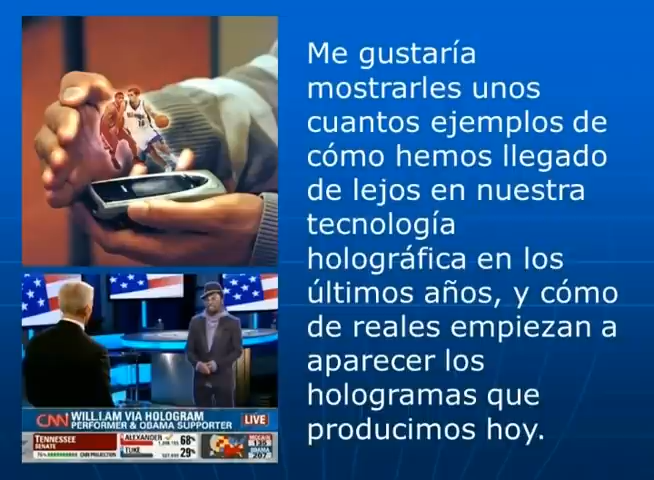 Me gustaría
mostrarles unos
cuantos ejemplos de
cómo hemos llegado
de lejos en nuestra
tecnología
holográfica en los
últimos años, y cómo
de reales empiezan a
aparecer los
hologramas que
producimos hoy.
CNN WILL.I.AM VIA HOLOGRAM
PERFORMER & OBAMA SUPPORTER LIVE
TENNESSEE
SENATE
ALEXANDER 68%
29%